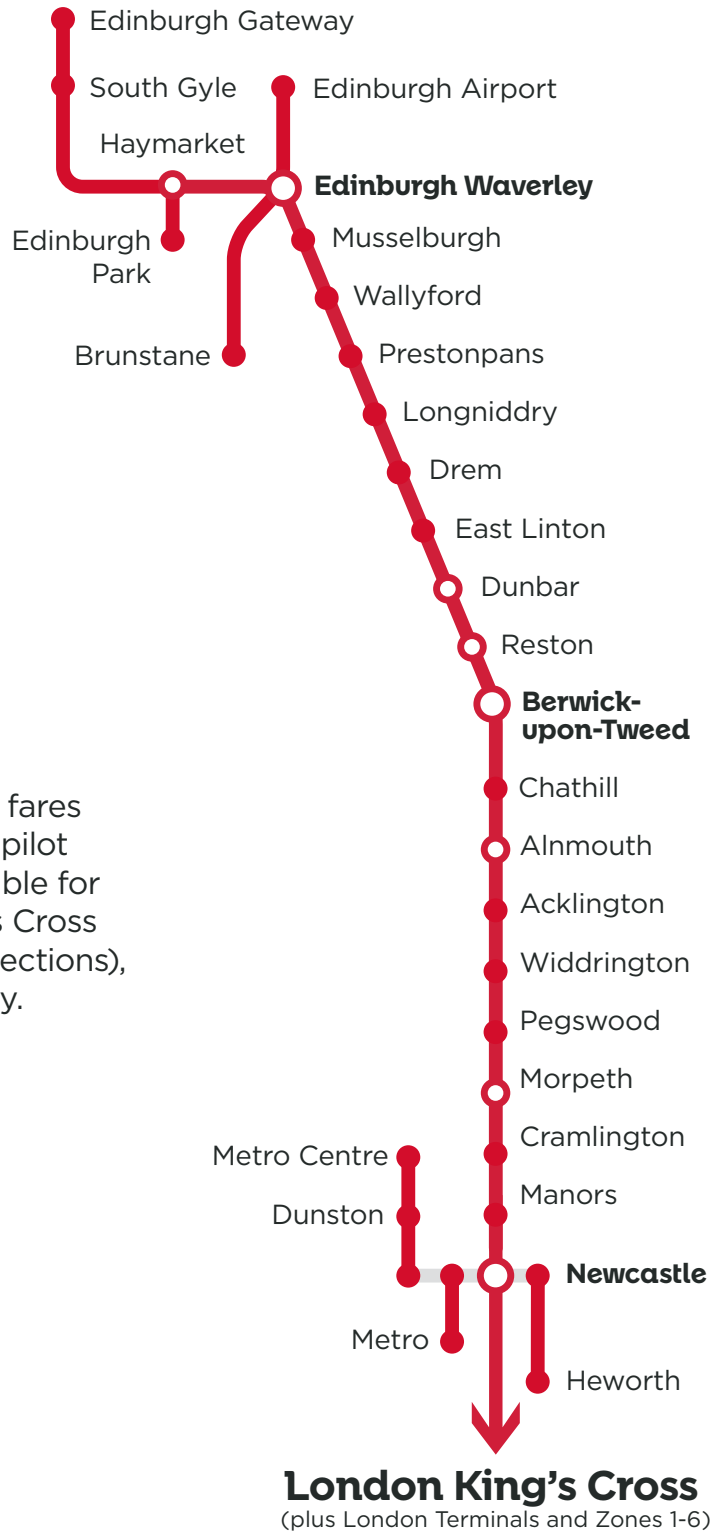 Edinburgh Gateway
South Gyle
Edinburgh Airport
Haymarket
Edinburgh Waverley
Edinburgh
Park
Musselburgh
Wallyford
Brunstane
Prestonpans
Longniddry
Drem
East Linton
Dunbar
Reston
Berwick-
upon-Tweed
Chathill
fares
pilot
ble for
s Cross
ections),
y.
Alnmouth
Acklington
Widdrington
Pegswood
Morpeth
Cramlington
Metro Centre
Manors
Dunston
Newcastle
Metro
Heworth
London King's Cross
(plus London Terminals and Zones 1-6)